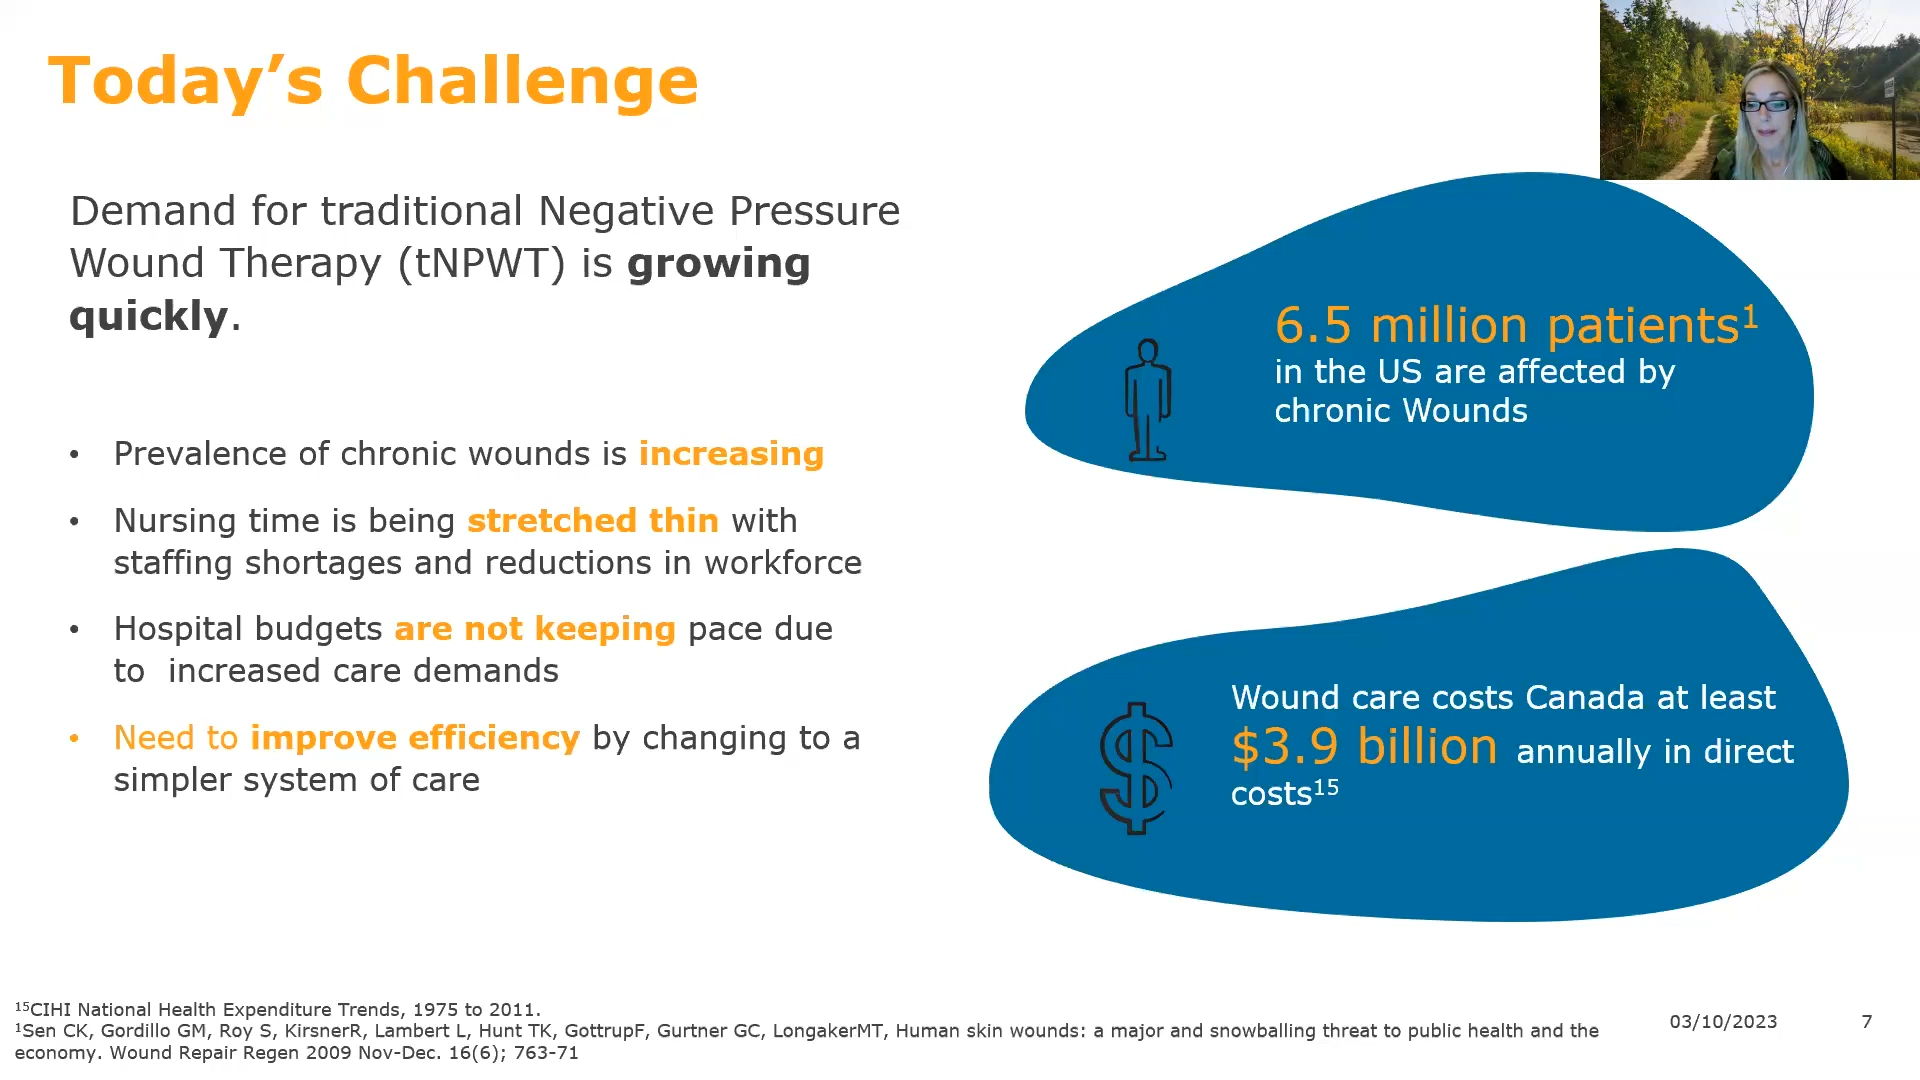 Today’s Challenge
Demand for traditional Negative Pressure
Wound Therapy (tNPWT) is growing
quickly.
• Prevalence of chronic wounds is increasing
• Nursing time is being stretched thin with
staffing shortages and reductions in workforce
• Hospital budgets are not keeping pace due
to  increased care demands
• Need to improve efficiency by changing to a
simpler system of care
6.5 million patients¹
in the US are affected by
chronic Wounds
Wound care costs Canada at least
$3.9 billion annually in direct
costs¹⁵
¹⁵CIHI National Health Expenditure Trends, 1975 to 2011.
¹Sen CK, Gordillo GM, Roy S, KirsnerR, Lambert L, Hunt TK, GottrupF, Gurtner GC, LongakerMT, Human skin wounds: a major and snowballing threat to public health and the
economy. Wound Repair Regen 2009 Nov-Dec. 16(6); 763-71
03/10/2023
7